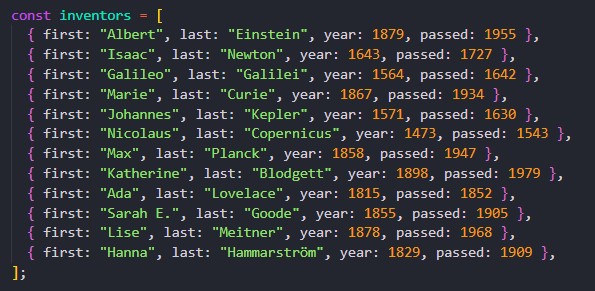 const inventors = [
{ first: "Albert", last: "Einstein", year: 1879, passed: 1955 },
{ first: "Isaac", last: "Newton", year: 1643, passed: 1727 },
{ first: "Galileo", last: "Galilei", year: 1564, passed: 1642 },
{ first: "Marie", last: "Curie", year: 1867, passed: 1934 },
{ first: "Johannes", last: "Kepler", year: 1571, passed: 1630 },
{ first: "Nicolaus", last: "Copernicus", year: 1473, passed: 1543 },
{ first: "Max", last: "Planck", year: 1858, passed: 1947 },
{ first: "Katherine", last: "Blodgett", year: 1898, passed: 1979 },
{ first: "Ada", last: "Lovelace", year: 1815, passed: 1852 },
{ first: "Sarah E.", last: "Goode", year: 1855, passed: 1905 },
{ first: "Lise", last: "Meitner", year: 1878, passed: 1968 },
{ first: "Hanna", last: "Hammarström", year: 1829, passed: 1909 },
];